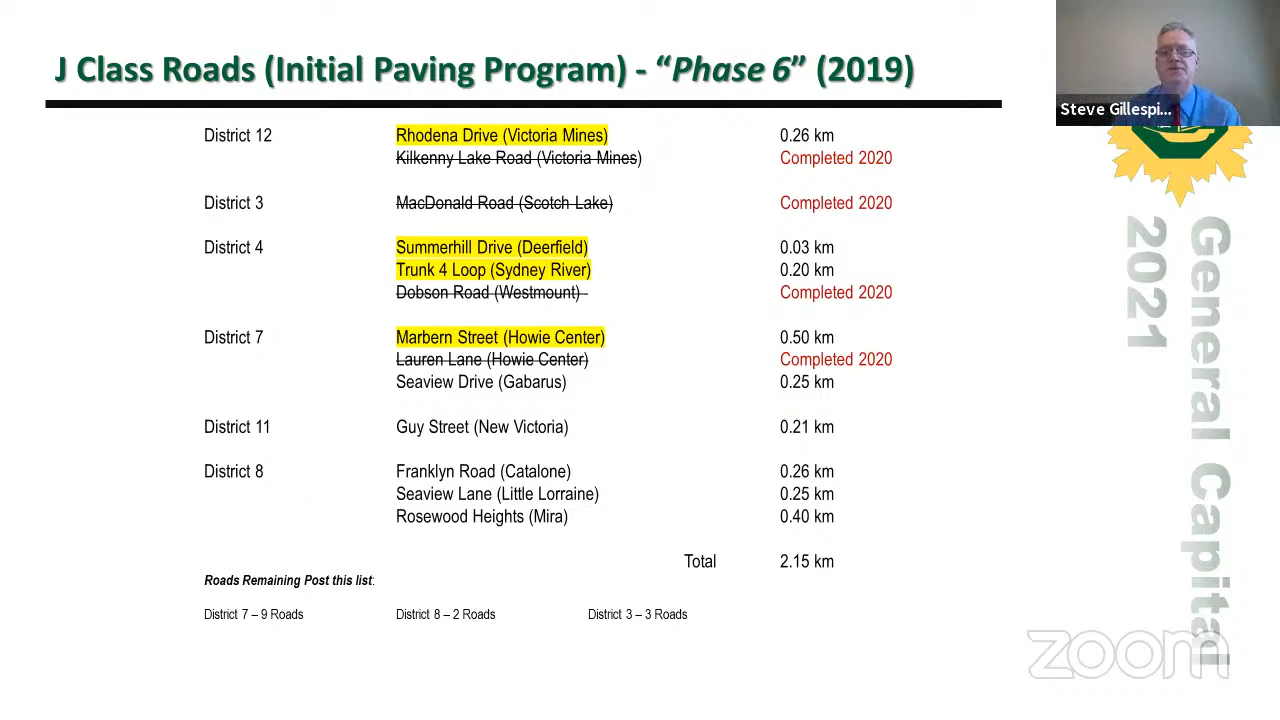 J Class Roads (Initial Paving Program) - “Phase 6” (2019)
Steve Gillespi...
District 12 Rhodena Drive (Victoria Mines) 0.26 km
Kilkenny Lake Road (Victoria Mines) Completed 2020
District 3 MacDonald Road (Scotch Lake) Completed 2020
District 4 Summerhill Drive (Deerfield) 0.03 km
Trunk 4 Loop (Sydney River) 0.20 km
Dobson Road (Westmount) Completed 2020
District 7 Marbern Street (Howie Center) 0.50 km
Lauren Lane (Howie Center) Completed 2020
Seaview Drive (Gabarus) 0.25 km
District 11 Guy Street (New Victoria) 0.21 km
District 8 Franklyn Road (Catalone) 0.26 km
Seaview Lane (Little Lorraine) 0.25 km
Rosewood Heights (Mira) 0.40 km
Total 2.15 km
Roads Remaining Post this list:
District 7 – 9 Roads District 8 – 2 Roads District 3 – 3 Roads
General Capital
2021
zoom